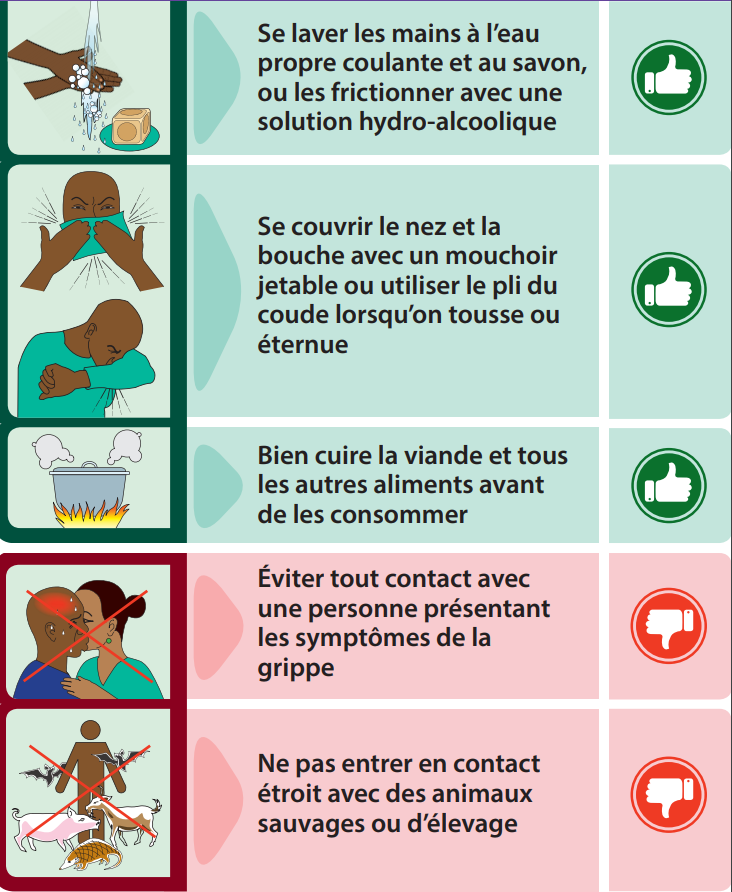 Se laver les mains à l’eau
propre coulante et au savon,
ou les frictionner avec une
solution hydro-alcoolique
Se couvrir le nez et la
bouche avec un mouchoir
jetable ou utiliser le pli du
coude lorsqu’on tousse ou
éternue
Bien cuire la viande et tous
les autres aliments avant
de les consommer
Éviter tout contact avec
une personne présentant
les symptômes de la
grippe
Ne pas entrer en contact
étroit avec des animaux
sauvages ou d’élevage